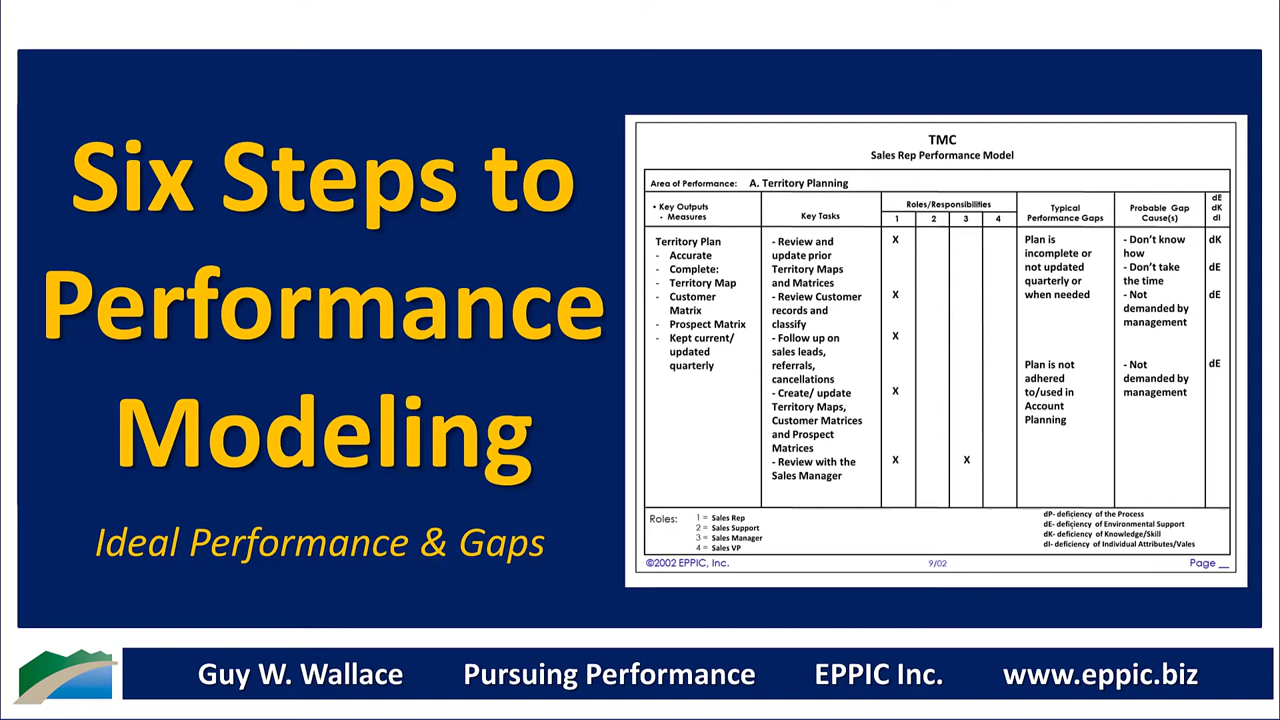 Six Steps to
Performance
Modeling
Ideal Performance & Gaps
TMC
Sales Rep Performance Model
Area of Performance: A. Territory Planning
• Key Outputs
- Measures
Key Tasks
Roles/Responsibilities
1 2 3 4
Typical
Performance Gaps
Probable Gap
Cause(s)
dE
dK
dI
Territory Plan
- Accurate
- Complete:
- Territory Map
- Customer
Matrix
- Prospect Matrix
- Kept current/
updated
quarterly
- Review and
update prior
Territory Maps
and Matrices
- Review Customer
records and
classify
- Follow up on
sales leads,
referrals,
cancellations
- Create/ update
Territory Maps,
Customer Matrices
and Prospect
Matrices
- Review with the
Sales Manager
X
X
X
X
X X
Plan is
incomplete or
not updated
quarterly or
when needed
Plan is not
adhered
to/used in
Account
Planning
- Don't know
how
- Don't take
the time
- Not
demanded by
management
- Not
demanded by
management
dK
dE
dE
dE
Roles:
1 = Sales Rep
2 = Sales Support
3 = Sales Manager
4 = Sales VP
dP- deficiency of the Process
dE- deficiency of Environmental Support
dK- deficiency of Knowledge/Skill
dI- deficiency of Individual Attributes/Vales
©2002 EPPIC, Inc. 9/02 Page __
Guy W. Wallace Pursuing Performance EPPIC Inc. www.eppic.biz